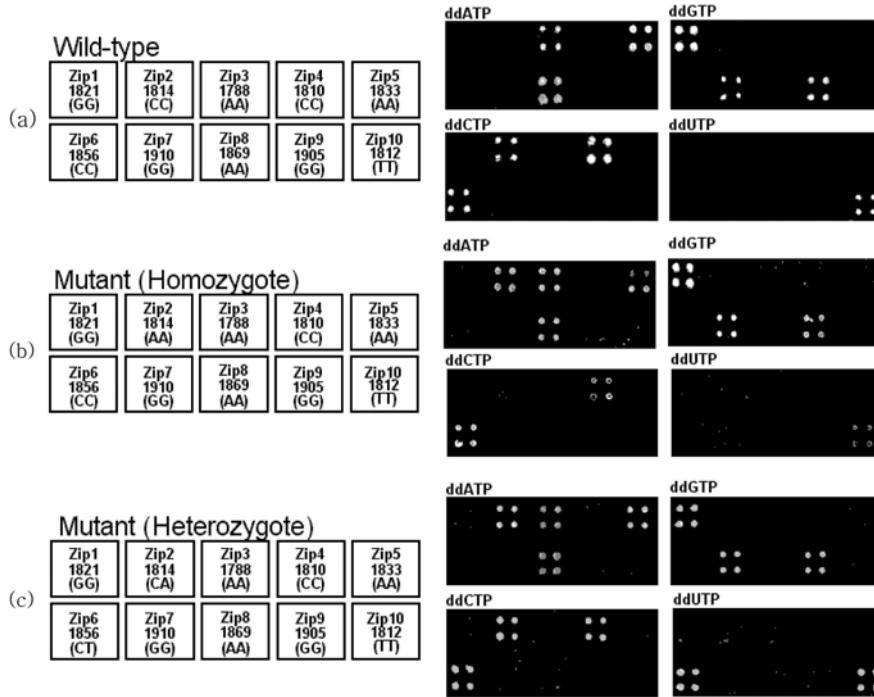 (a)
Wild-type
Zip1 Zip2 Zip3 Zip4 Zip5
1821 1814 1788 1810 1833
(GG) (CC) (AA) (CC) (AA)
Zip6 Zip7 Zip8 Zip9 Zip10
1856 1910 1869 1905 1812
(CC) (GG) (AA) (GG) (TT)
ddATP ddGTP
ddCTP ddUTP
(b)
Mutant (Homozygote)
Zip1 Zip2 Zip3 Zip4 Zip5
1821 1814 1788 1810 1833
(GG) (AA) (AA) (CC) (AA)
Zip6 Zip7 Zip8 Zip9 Zip10
1856 1910 1869 1905 1812
(CC) (GG) (AA) (GG) (TT)
ddATP ddGTP
ddCTP ddUTP
(c)
Mutant (Heterozygote)
Zip1 Zip2 Zip3 Zip4 Zip5
1821 1814 1788 1810 1833
(GG) (CA) (AA) (CC) (AA)
Zip6 Zip7 Zip8 Zip9 Zip10
1856 1910 1869 1905 1812
(CT) (GG) (AA) (GG) (TT)
ddATP ddGTP
ddCTP ddUTP